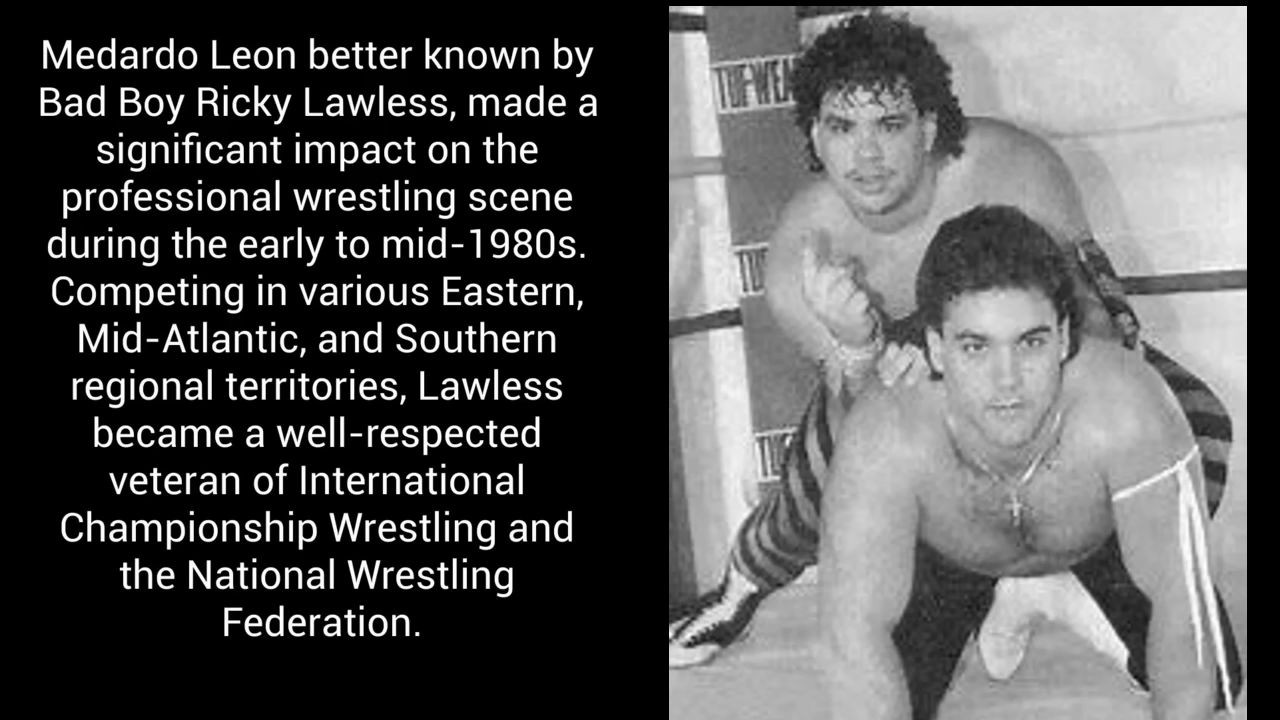 Medardo Leon better known by
Bad Boy Ricky Lawless, made a
significant impact on the
professional wrestling scene
during the early to mid-1980s.
Competing in various Eastern,
Mid-Atlantic, and Southern
regional territories, Lawless
became a well-respected
veteran of International
Championship Wrestling and
the National Wrestling
Federation.